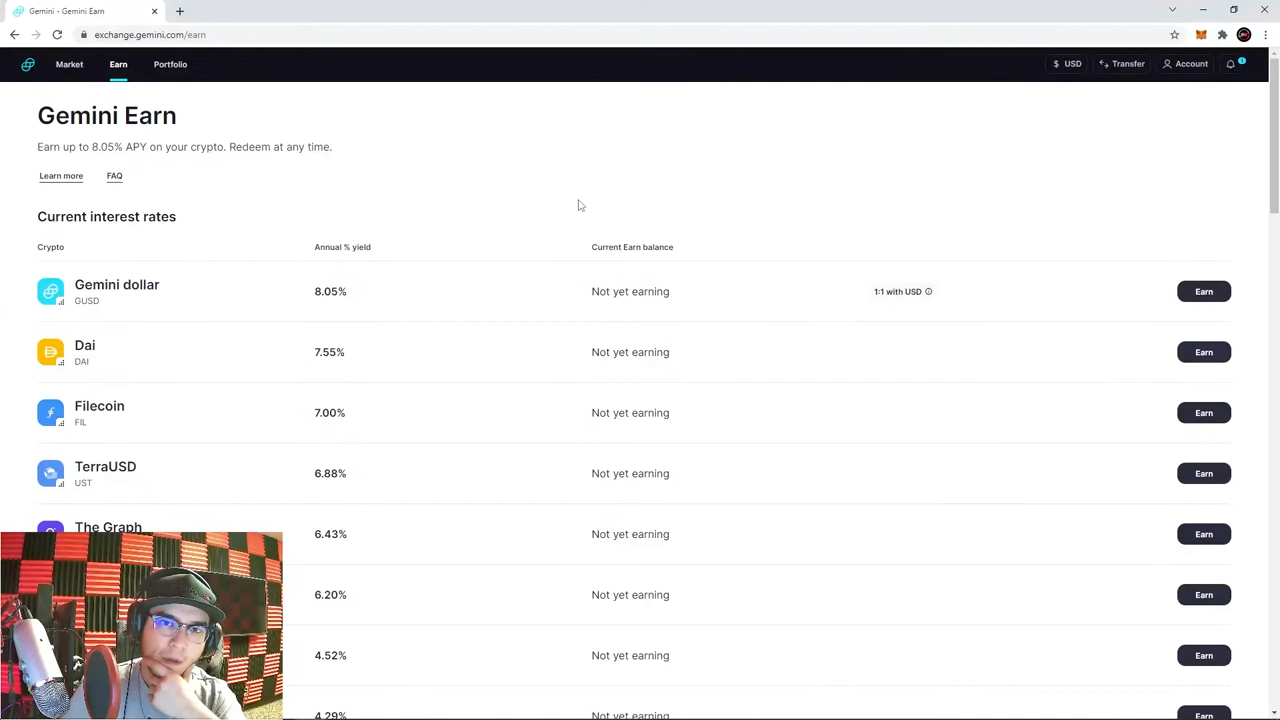 Gemini - Gemini Earn
exchange.gemini.com/earn
Market
Earn
Portfolio
$ USD
Transfer
Account
Gemini Earn
Earn up to 8.05% APY on your crypto. Redeem at any time.
Learn more
FAQ
Current interest rates
Crypto
Annual % yield
Current Earn balance
Gemini dollar
GUSD
8.05%
Not yet earning
1:1 with USD
Earn
Dai
DAI
7.55%
Not yet earning
Earn
Filecoin
FIL
7.00%
Not yet earning
Earn
TerraUSD
UST
6.88%
Not yet earning
Earn
The Graph
6.43%
Not yet earning
Earn
6.20%
Not yet earning
Earn
4.52%
Not yet earning
Earn
4.29%
Not yet earning
Earn